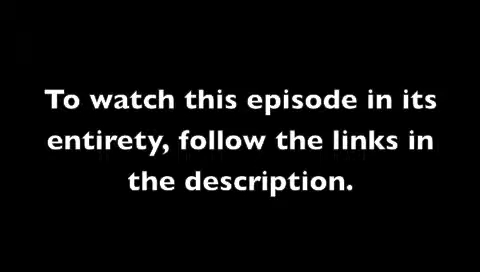 To watch this episode in its
entirety, follow the links in
the description.